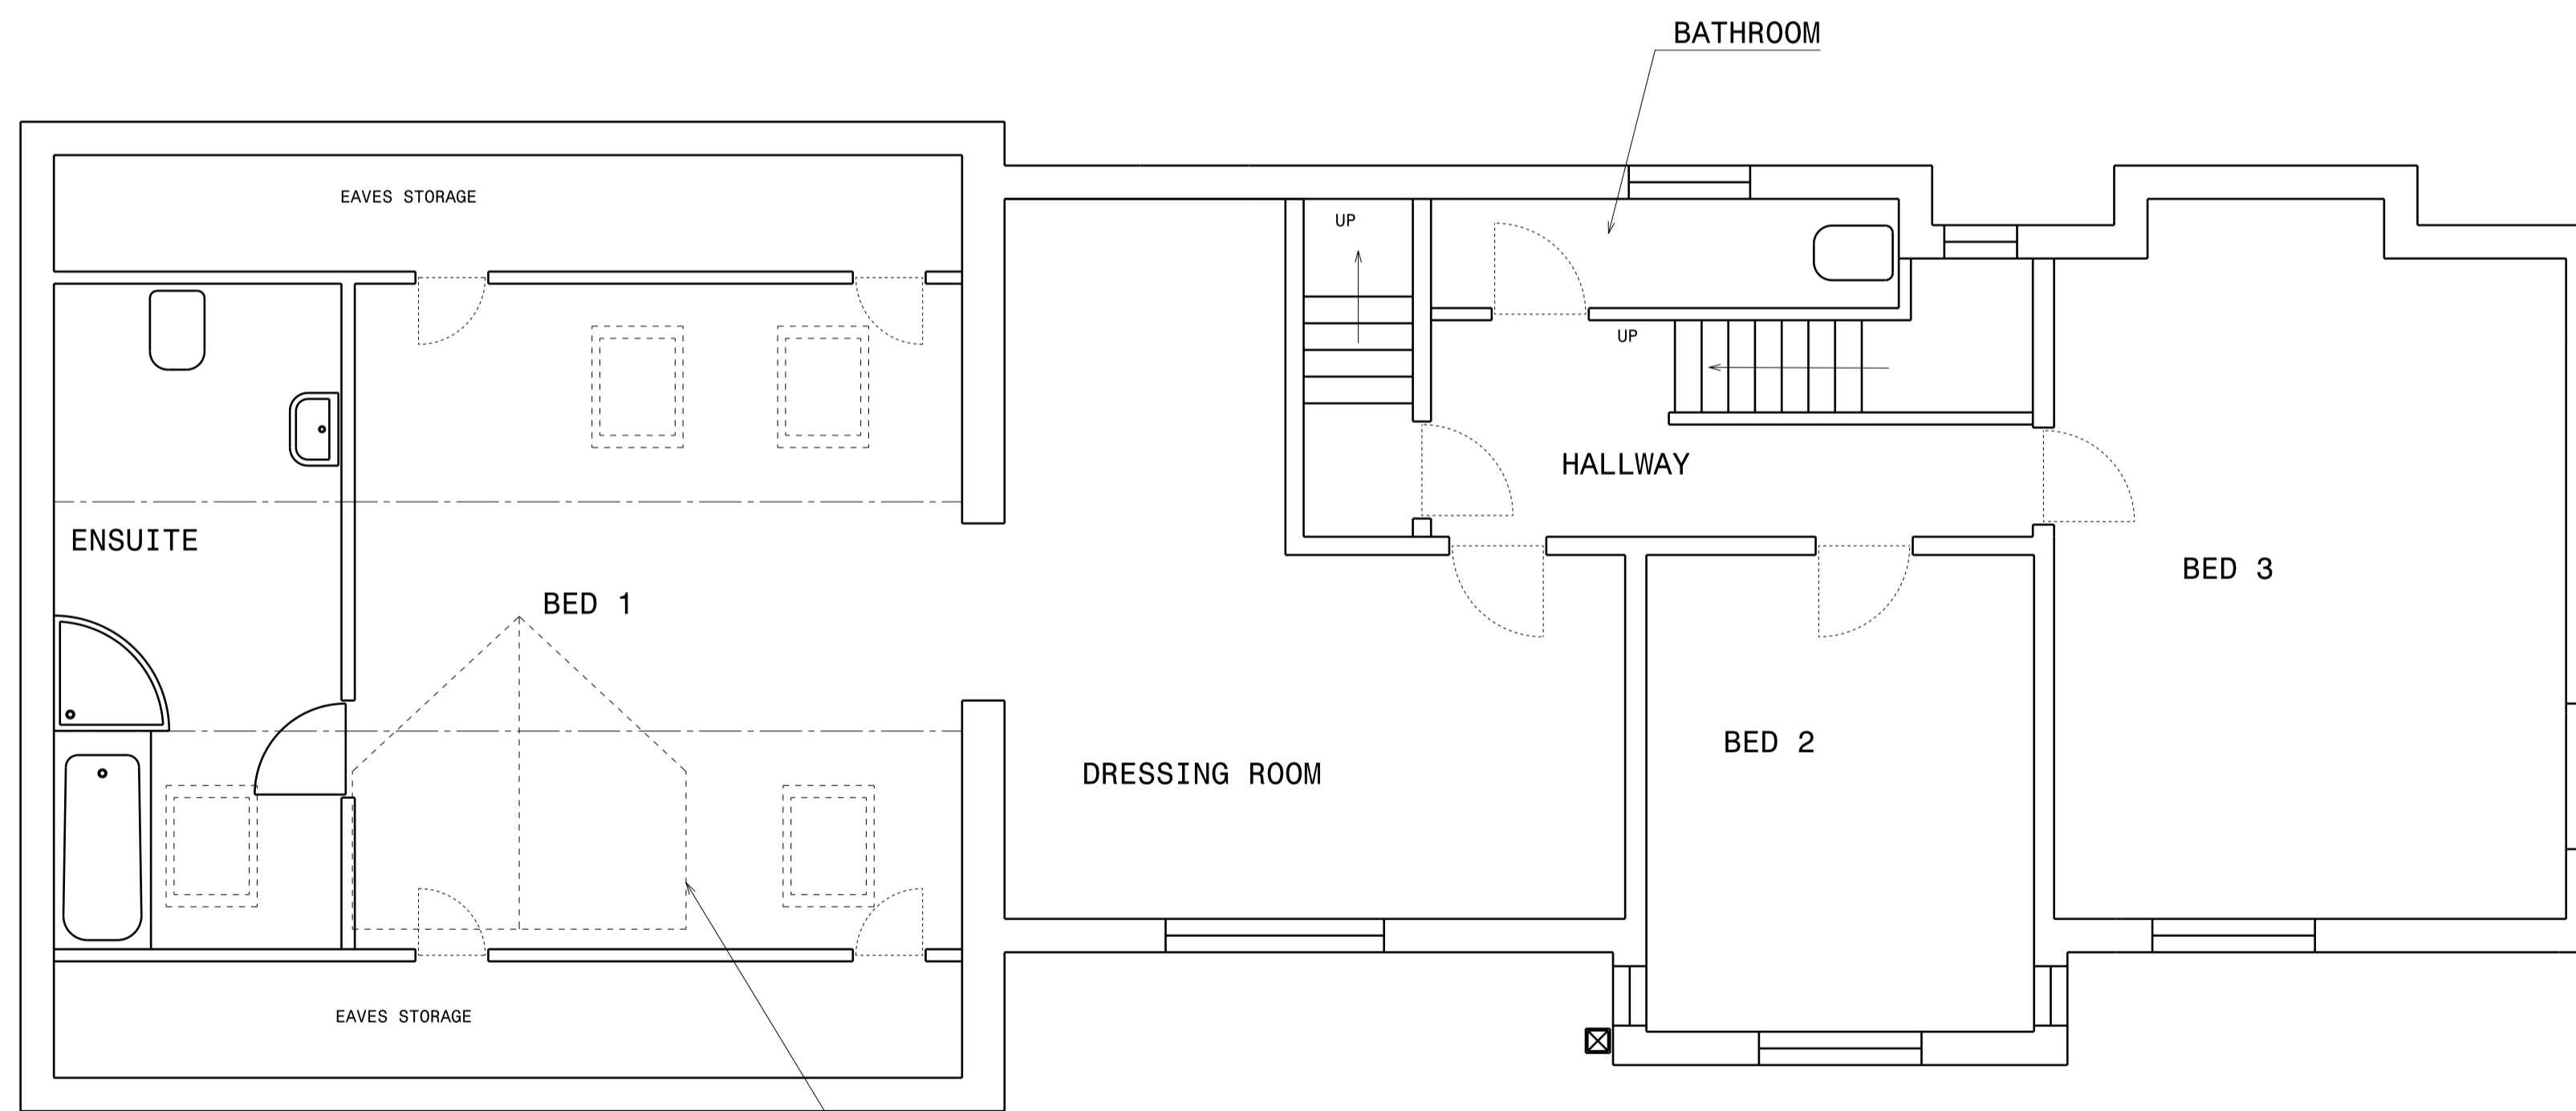 BATHROOM
EAVES STORAGE
UP
UP
HALLWAY
ENSUITE
BED 3
BED 1
BED 2
DRESSING ROOM
EAVES STORAGE